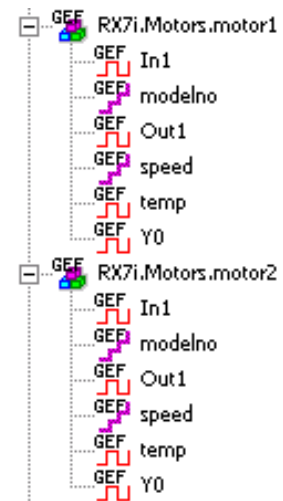 GEF RX7i.Motors.motor1
GEF In1
GEF modelno
GEF Out1
GEF speed
GEF temp
GEF Y0
GEF RX7i.Motors.motor2
GEF In1
GEF modelno
GEF Out1
GEF speed
GEF temp
GEF Y0